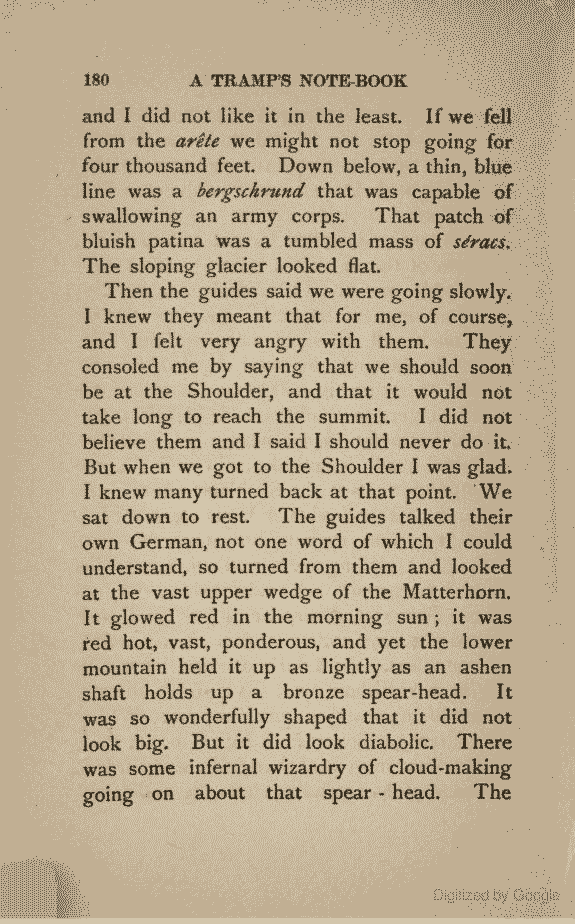 180 A TRAMP'S NOTE-BOOK
and I did not like it in the least. If we fell
from the arête we might not stop going for
four thousand feet. Down below, a thin, blue
line was a bergschrund that was capable of
swallowing an army corps. That patch of
bluish patina was a tumbled mass of séracs.
The sloping glacier looked flat.
Then the guides said we were going slowly.
I knew they meant that for me, of course,
and I felt very angry with them. They
consoled me by saying that we should soon
be at the Shoulder, and that it would not
take long to reach the summit. I did not
believe them and I said I should never do it.
But when we got to the Shoulder I was glad.
I knew many turned back at that point. We
sat down to rest. The guides talked their
own German, not one word of which I could
understand, so turned from them and looked
at the vast upper wedge of the Matterhorn.
It glowed red in the morning sun ; it was
red hot, vast, ponderous, and yet the lower
mountain held it up as lightly as an ashen
shaft holds up a bronze spear-head. It
was so wonderfully shaped that it did not
look big. But it did look diabolic. There
was some infernal wizardry of cloud-making
going on about that spear - head. The
Digitized by Google